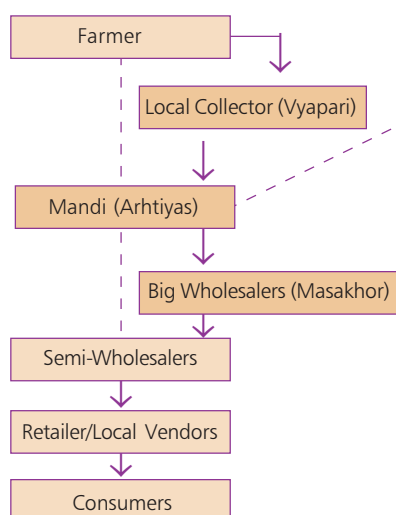 Farmer
Local Collector (Vyapari)
Mandi (Arhtiyas)
Big Wholesalers (Masakhor)
Semi-Wholesalers
Retailer/Local Vendors
Consumers